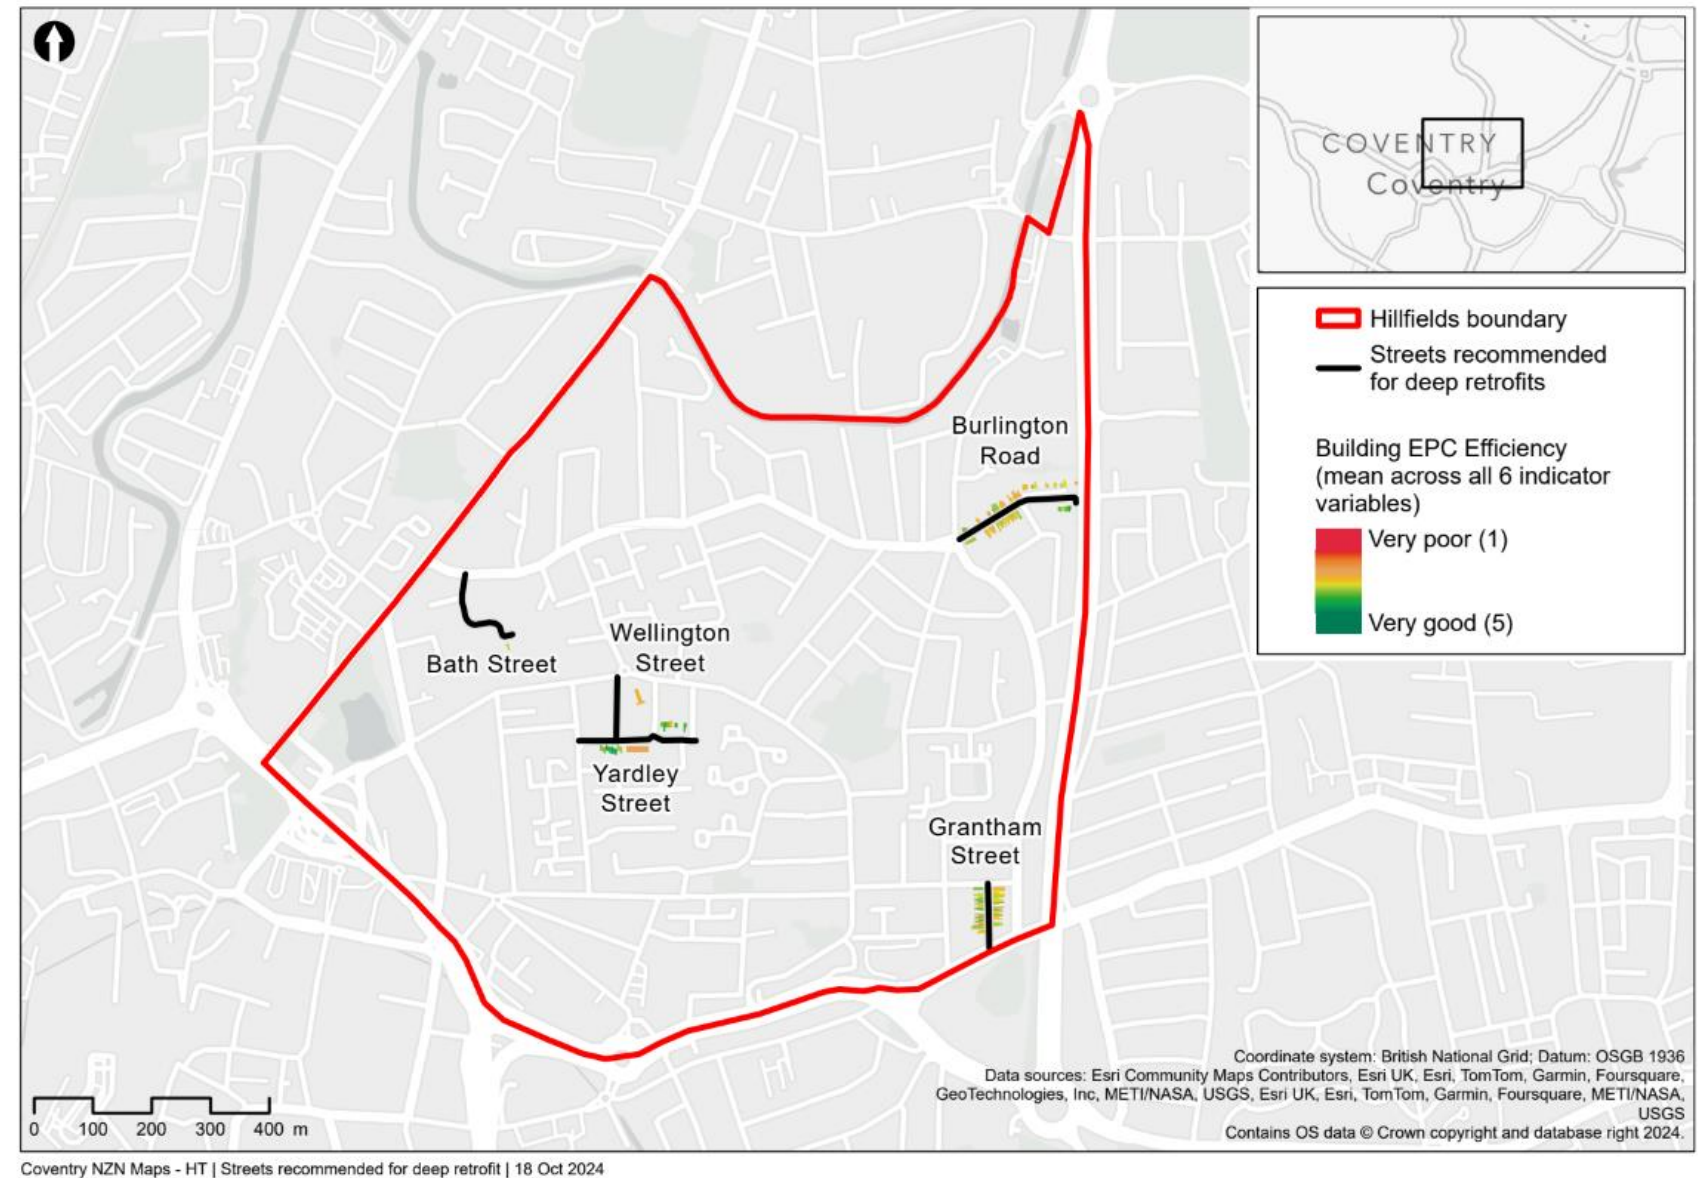 COVENTRY
Coventry
Hillfields boundary
Streets recommended
for deep retrofits
Building EPC Efficiency
(mean across all 6 indicator
variables)
Very poor (1)
Very good (5)
Burlington
Road
Wellington
Street
Bath Street
Yardley
Street
Grantham
Street
0 100 200 300 400 m
Coordinate system: British National Grid; Datum: OSGB 1936
Data sources: Esri Community Maps Contributors, Esri UK, Esri, TomTom, Garmin, Foursquare,
GeoTechnologies, Inc, METI/NASA, USGS, Esri UK, Esri, TomTom, Garmin, Foursquare, METI/NASA,
USGS
Contains OS data © Crown copyright and database right 2024.
Coventry NZN Maps - HT | Streets recommended for deep retrofit | 18 Oct 2024